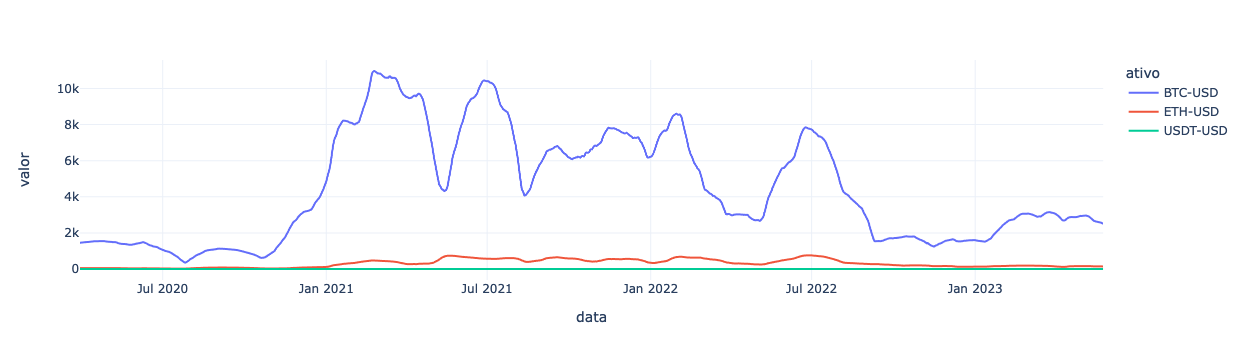 ativo
BTC-USD
ETH-USD
USDT-USD
valor
10k
8k
6k
4k
2k
0
Jul 2020
Jan 2021
Jul 2021
Jan 2022
Jul 2022
Jan 2023
data